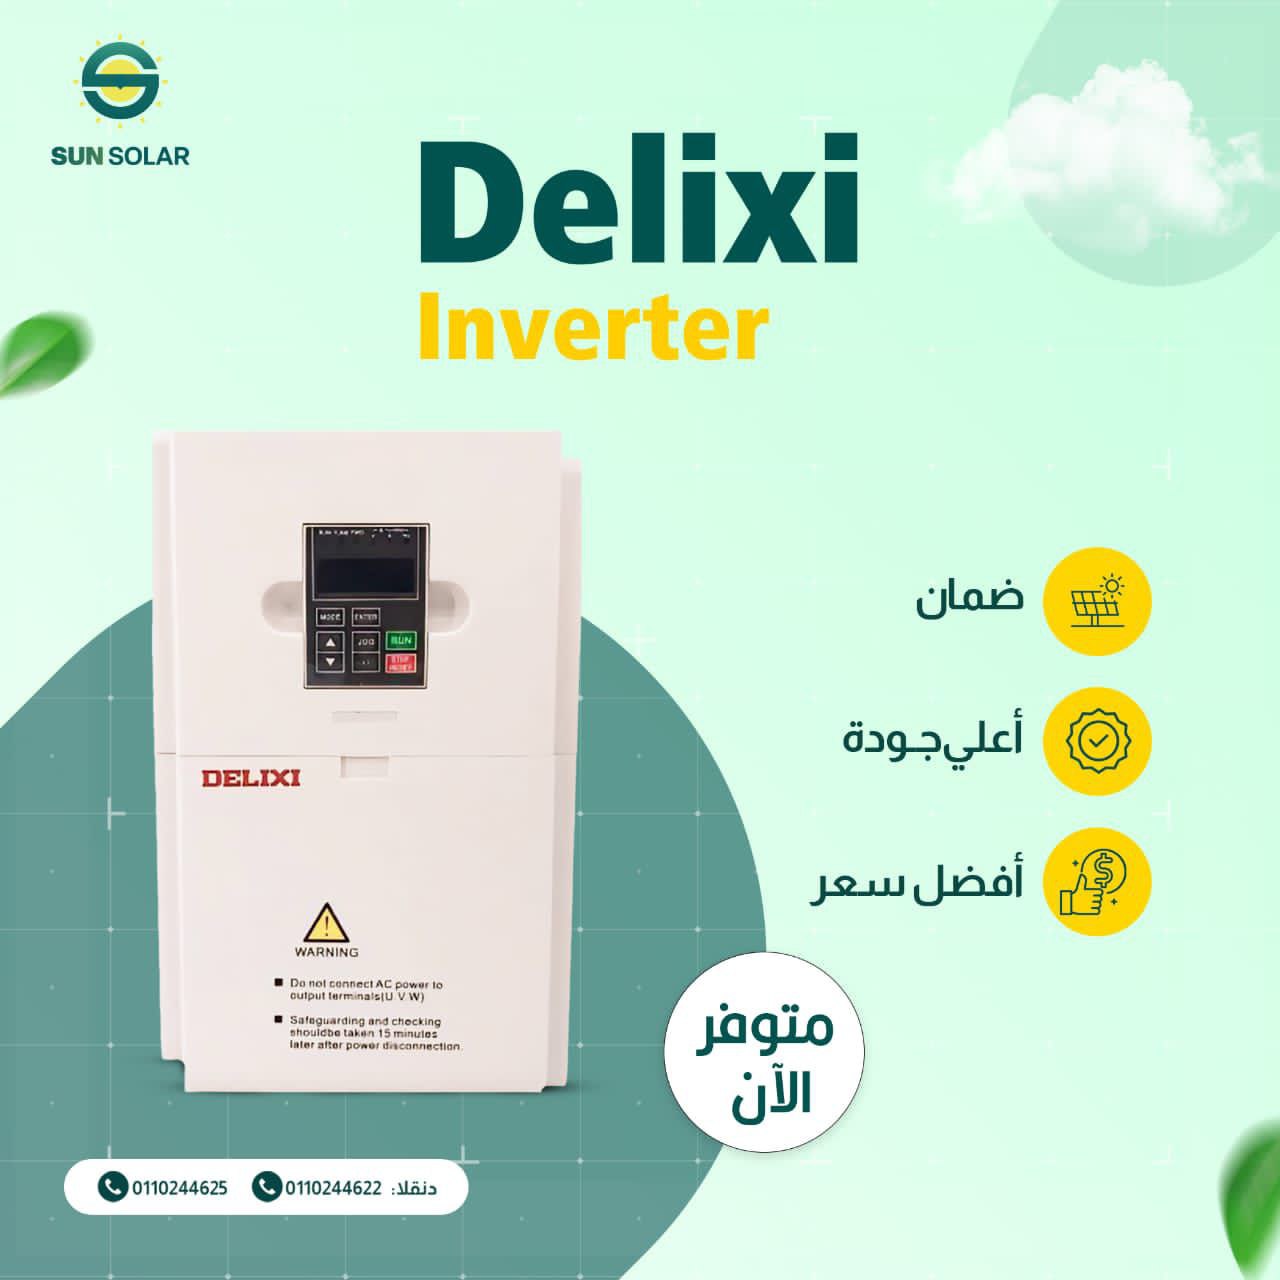 SUN SOLAR
Delixi
Inverter
MODE
ENTER
JOG
RUN
STOP
DELIXI
WARNING
Do not connect AC power to
output terminals(U.V.W)
Safeguarding and checking
shouldbe taken 15 minutes
later after power disconnection.
ضمان
أعلي جودة
أفضل سعر
متوفر
الآن
دنقلا: 0110244622 0110244625